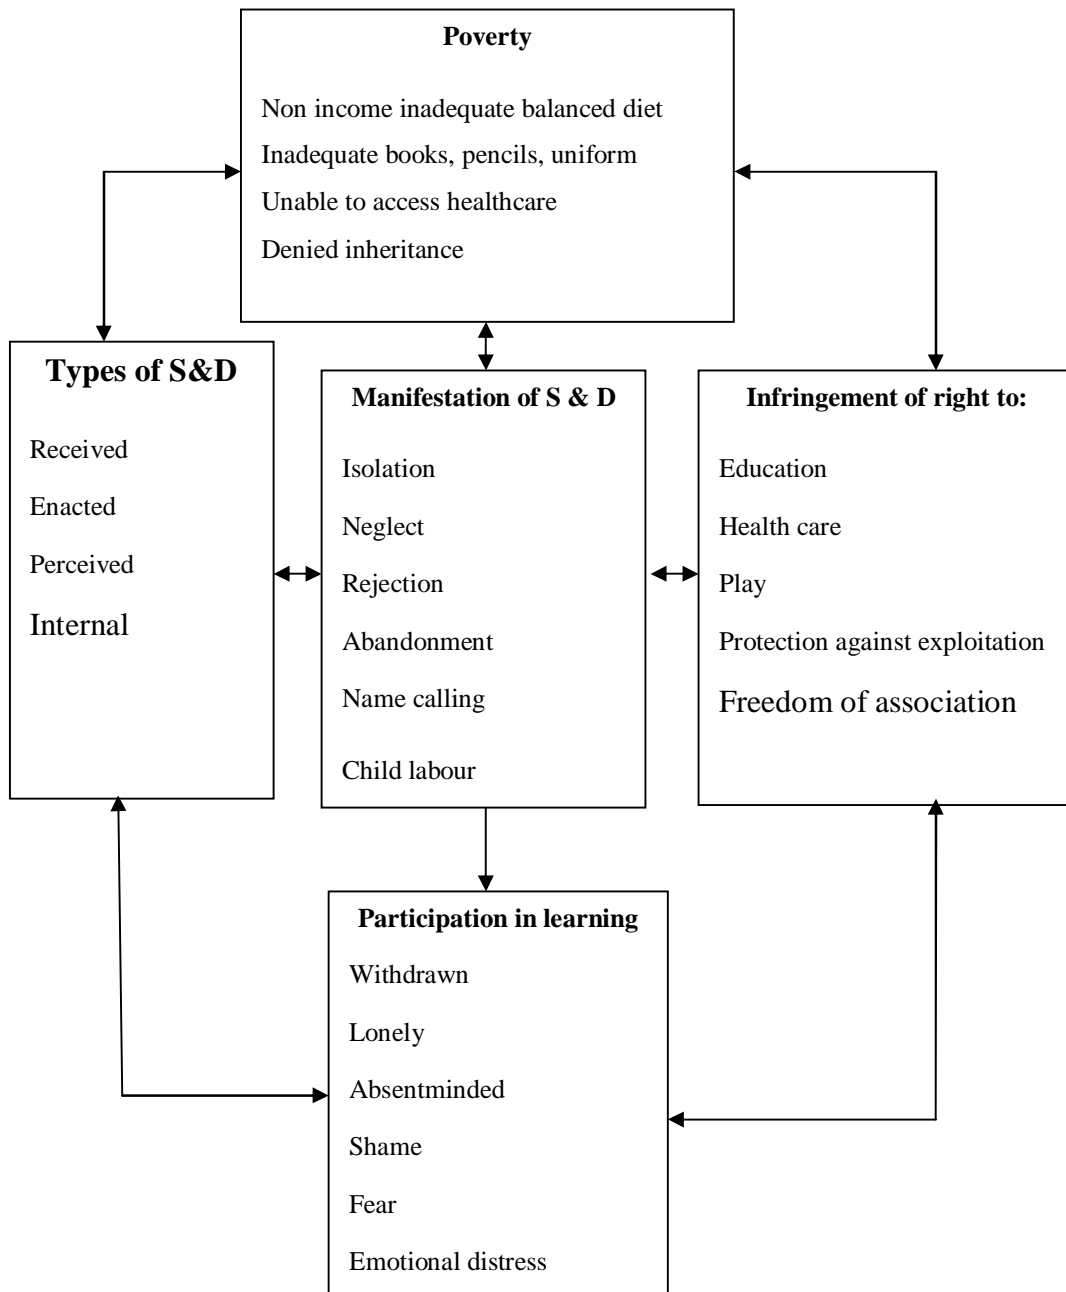 Poverty
Non income inadequate balanced diet
Inadequate books, pencils, uniform
Unable to access healthcare
Denied inheritance
Types of S&D
Received
Enacted
Perceived
Internal
Manifestation of S & D
Isolation
Neglect
Rejection
Abandonment
Name calling
Child labour
Infringement of right to:
Education
Health care
Play
Protection against exploitation
Freedom of association
Participation in learning
Withdrawn
Lonely
Absentminded
Shame
Fear
Emotional distress